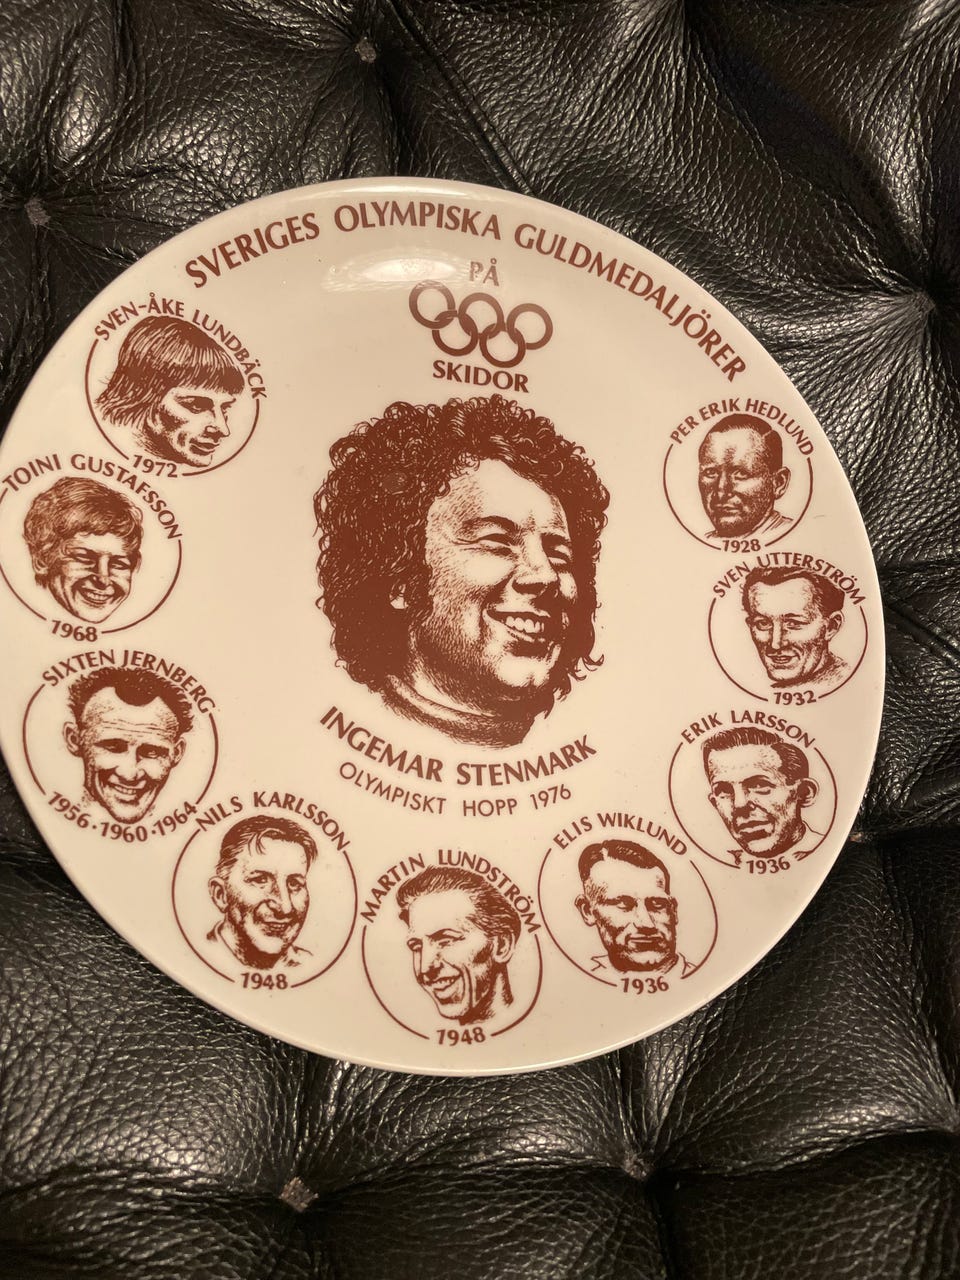 SVERIGES OLYMPISKA GULDMEDALJÖRER
PÅ
SKIDOR
SVEN-ÅKE LUNDBÄCK
1972
PER ERIK HEDLUND
1928
TOINI GUSTAFSSON
1968
SVEN UTTERSTRÖM
1932
SIXTEN JERNBERG
1956·1960·1964
ERIK LARSSON
1936
INGEMAR STENMARK
OLYMPISKT HOPP 1976
NILS KARLSSON
1948
MARTIN LUNDSTRÖM
1948
ELIS WIKLUND
1936